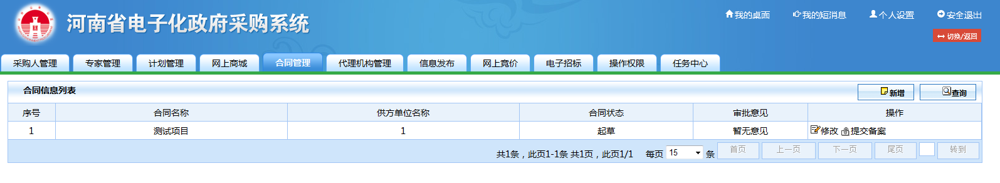 河南省电子化政府采购系统
我的桌面 我的短消息 个人设置 安全退出
切换/返回
采购人管理 专家管理 计划管理 网上商城 合同管理 代理机构管理 信息发布 网上竞价 电子招标 操作权限 任务中心
合同信息列表 新增 查询
序号 合同名称 供方单位名称 合同状态 审批意见 操作
1 测试项目 1 起草 暂无意见 修改 提交备案
共1条，此页1-1条 共1页，此页1/1 每页 15 条 首页 上一页 下一页 尾页 转到